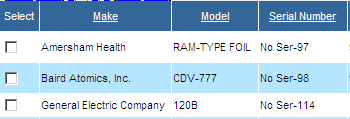 Select Make Model Serial Number
Amersham Health RAM-TYPE FOIL No Ser-97
Baird Atomics, Inc. CDV-777 No Ser-98
General Electric Company 120B No Ser-114